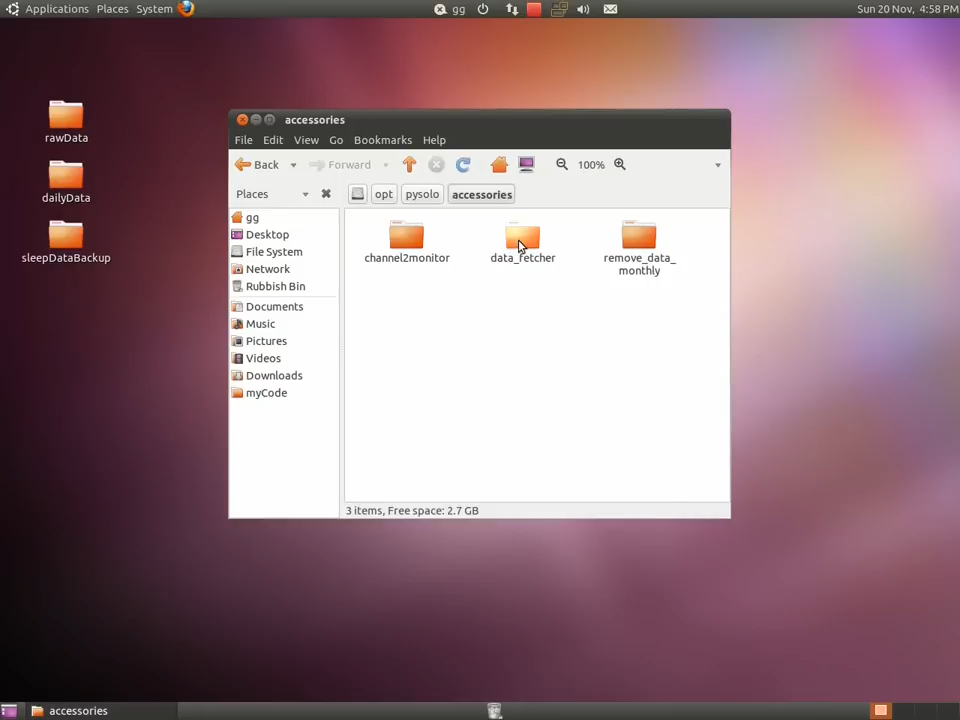 Applications Places System gg Sun 20 Nov, 4:58 PM
rawData
dailyData
sleepDataBackup
accessories
File Edit View Go Bookmarks Help
Back Forward 100%
Places opt pysolo accessories
gg
Desktop
File System
Network
Rubbish Bin
Documents
Music
Pictures
Videos
Downloads
myCode
channel2monitor data_fetcher remove_data_
monthly
3 items, Free space: 2.7 GB
accessories